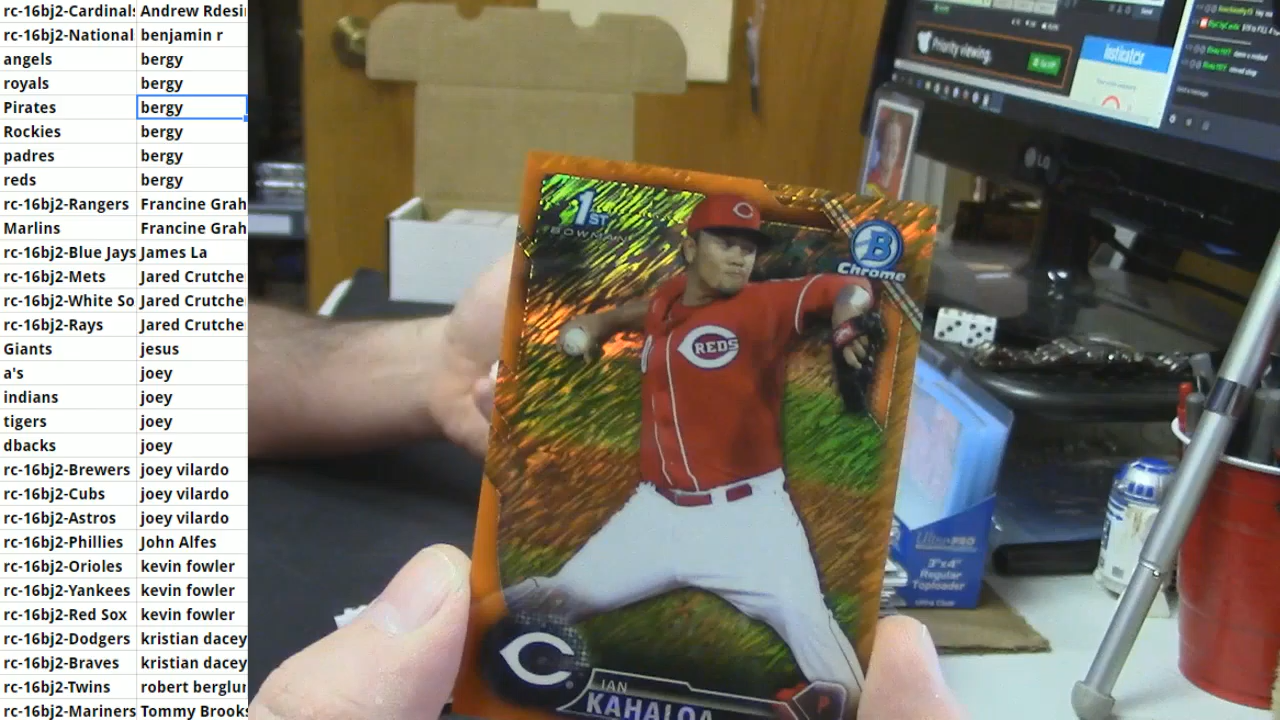 rc-16bj2-Cardinals Andrew Rdesi
rc-16bj2-National benjamin r
angels bergy
royals bergy
Pirates bergy
Rockies bergy
padres bergy
reds bergy
rc-16bj2-Rangers Francine Grah
Marlins Francine Grah
rc-16bj2-Blue Jays James La
rc-16bj2-Mets Jared Crutche
rc-16bj2-White So Jared Crutche
rc-16bj2-Rays Jared Crutche
Giants jesus
a's joey
indians joey
tigers joey
dbacks joey
rc-16bj2-Brewers joey vilardo
rc-16bj2-Cubs joey vilardo
rc-16bj2-Astros joey vilardo
rc-16bj2-Phillies John Alfes
rc-16bj2-Orioles kevin fowler
rc-16bj2-Yankees kevin fowler
rc-16bj2-Red Sox kevin fowler
rc-16bj2-Dodgers kristian dacey
rc-16bj2-Braves kristian dacey
rc-16bj2-Twins robert berglun
rc-16bj2-Mariners Tommy Brooks
1ST
BOWMAN
B
Chrome
REDS
IAN
KAHALOA
P
Priority viewing.
LG
Ultra PRO
3"x4"
Regular
Toploader